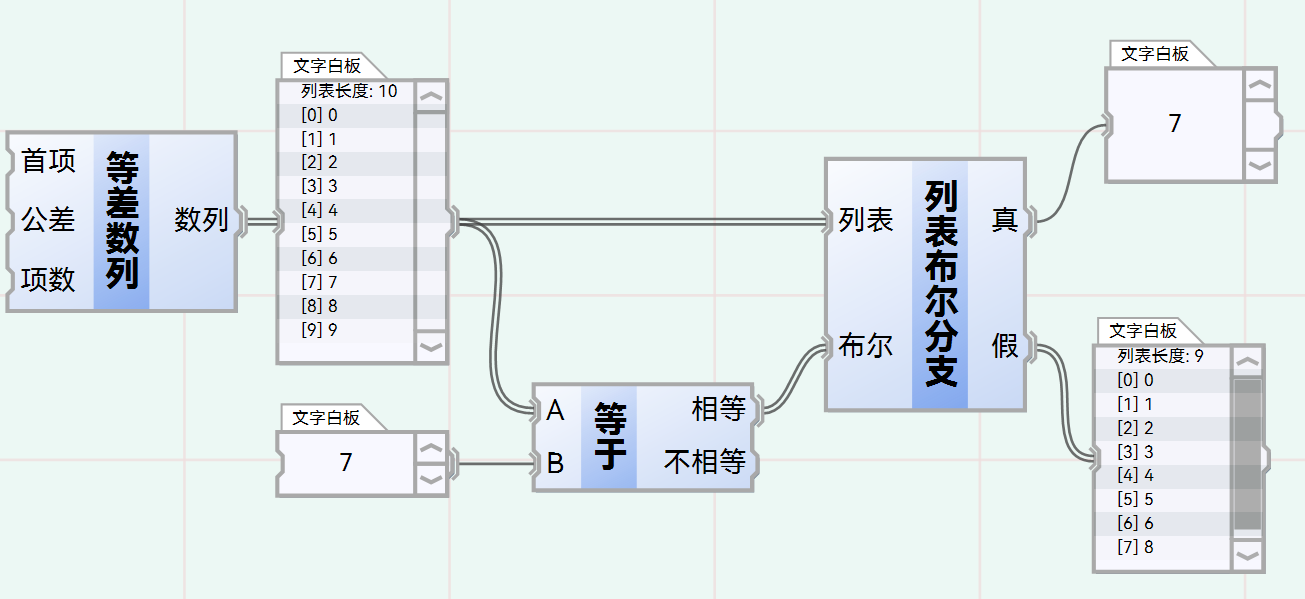 文字白板
列表长度: 10
[0] 0
[1] 1
[2] 2
[3] 3
[4] 4
[5] 5
[6] 6
[7] 7
[8] 8
[9] 9
首项
公差
项数
等差数列
数列
文字白板
7
A
B
等于
相等
不相等
列表
布尔
列表布尔分支
真
假
文字白板
7
文字白板
列表长度: 9
[0] 0
[1] 1
[2] 2
[3] 3
[4] 4
[5] 5
[6] 6
[7] 8